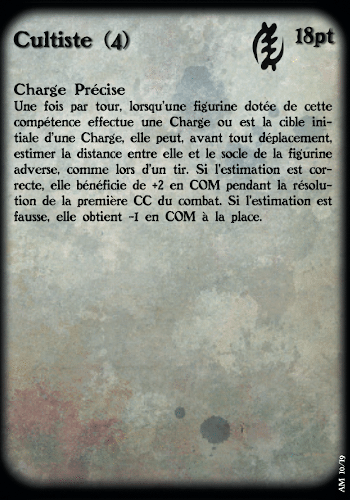 Cultiste (4)
18pt
Charge Précise
Une fois par tour, lorsqu'une figurine dotée de cette
compétence effectue une Charge ou est la cible ini-
tiale d'une Charge, elle peut, avant tout déplacement,
estimer la distance entre elle et le socle de la figurine
adverse, comme lors d'un tir. Si l'estimation est cor-
recte, elle bénéficie de +2 en COM pendant la résolu-
tion de la première CC du combat. Si l'estimation est
fausse, elle obtient -1 en COM à la place.
AM 10/19